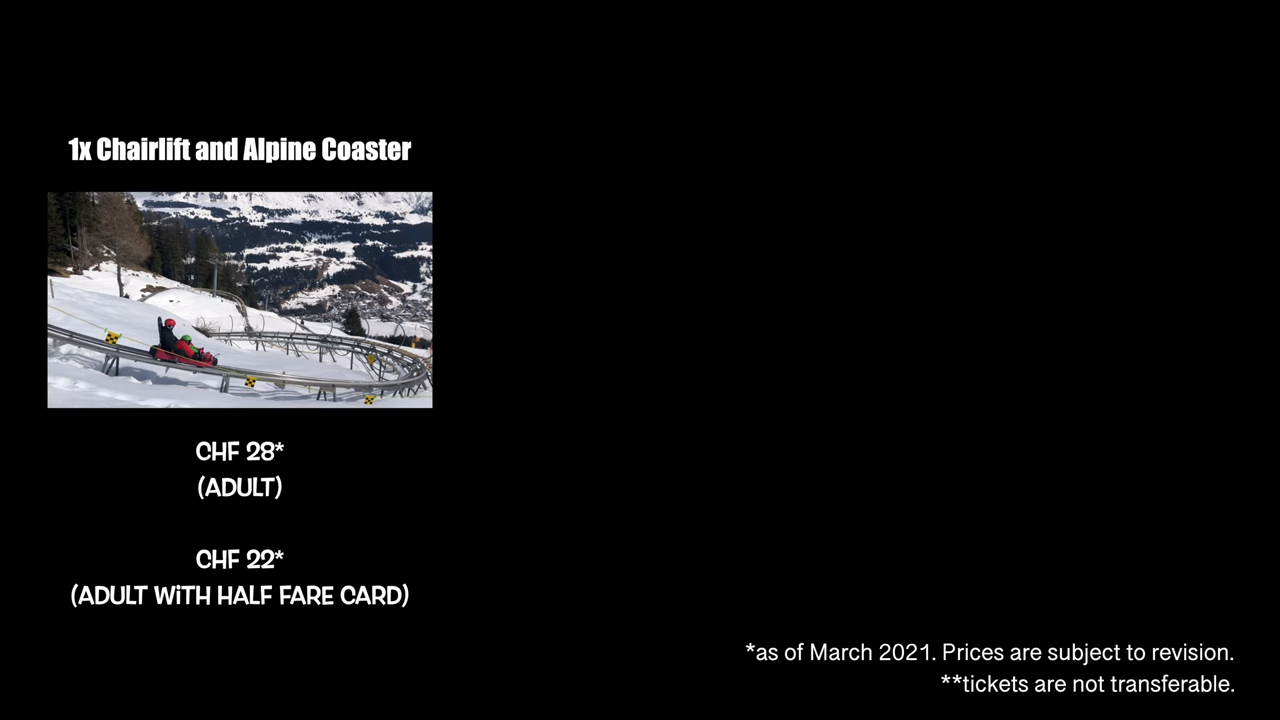 1x Chairlift and Alpine Coaster
CHF 28*
(ADULT)
CHF 22*
(ADULT WiTH HALF FARE CARD)
*as of March 2021. Prices are subject to revision.
**tickets are not transferable.